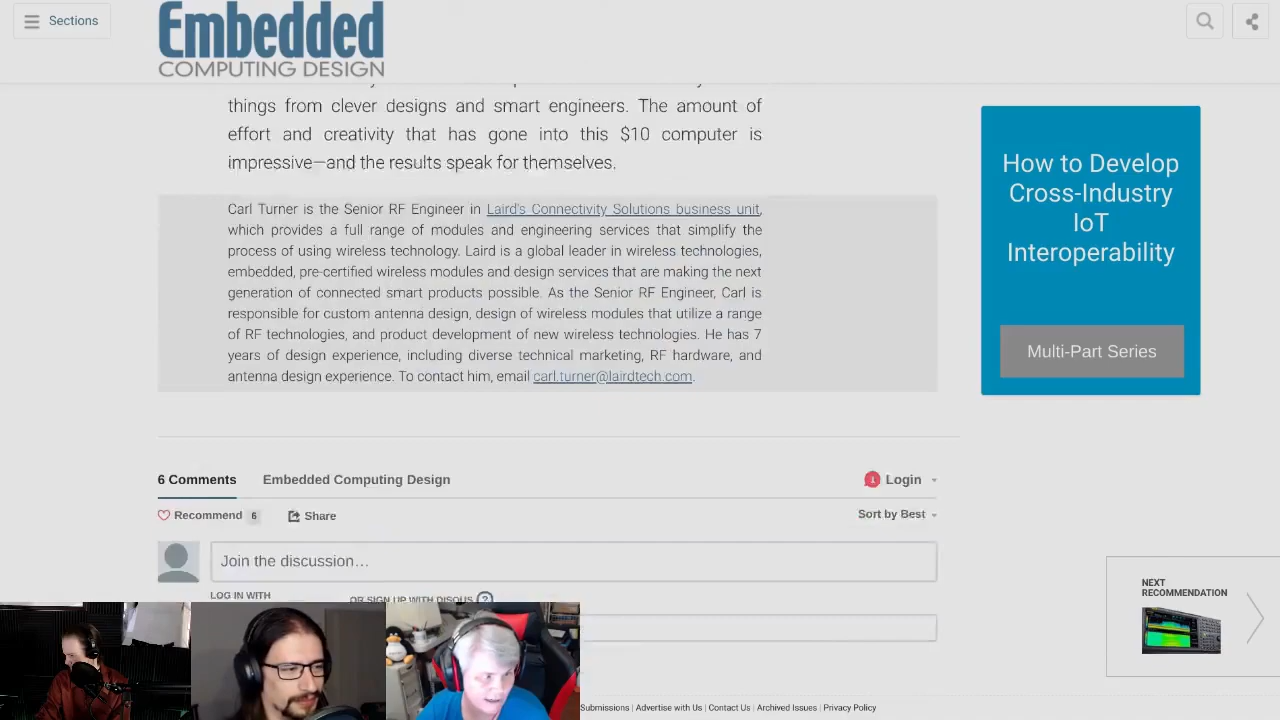 Sections
Embedded
COMPUTING DESIGN
things from clever designs and smart engineers. The amount of
effort and creativity that has gone into this $10 computer is
impressive—and the results speak for themselves.
Carl Turner is the Senior RF Engineer in Laird's Connectivity Solutions business unit,
which provides a full range of modules and engineering services that simplify the
process of using wireless technology. Laird is a global leader in wireless technologies,
embedded, pre-certified wireless modules and design services that are making the next
generation of connected smart products possible. As the Senior RF Engineer, Carl is
responsible for custom antenna design, design of wireless modules that utilize a range
of RF technologies, and product development of new wireless technologies. He has 7
years of design experience, including diverse technical marketing, RF hardware, and
antenna design experience. To contact him, email carl.turner@lairdtech.com.
How to Develop
Cross-Industry
IoT
Interoperability
Multi-Part Series
6 Comments
Embedded Computing Design
1 Login
Recommend 6
Share
Sort by Best
Join the discussion…
LOG IN WITH
OR SIGN UP WITH DISQUS ?
NEXT
RECOMMENDATION
Submissions | Advertise with Us | Contact Us | Archived Issues | Privacy Policy